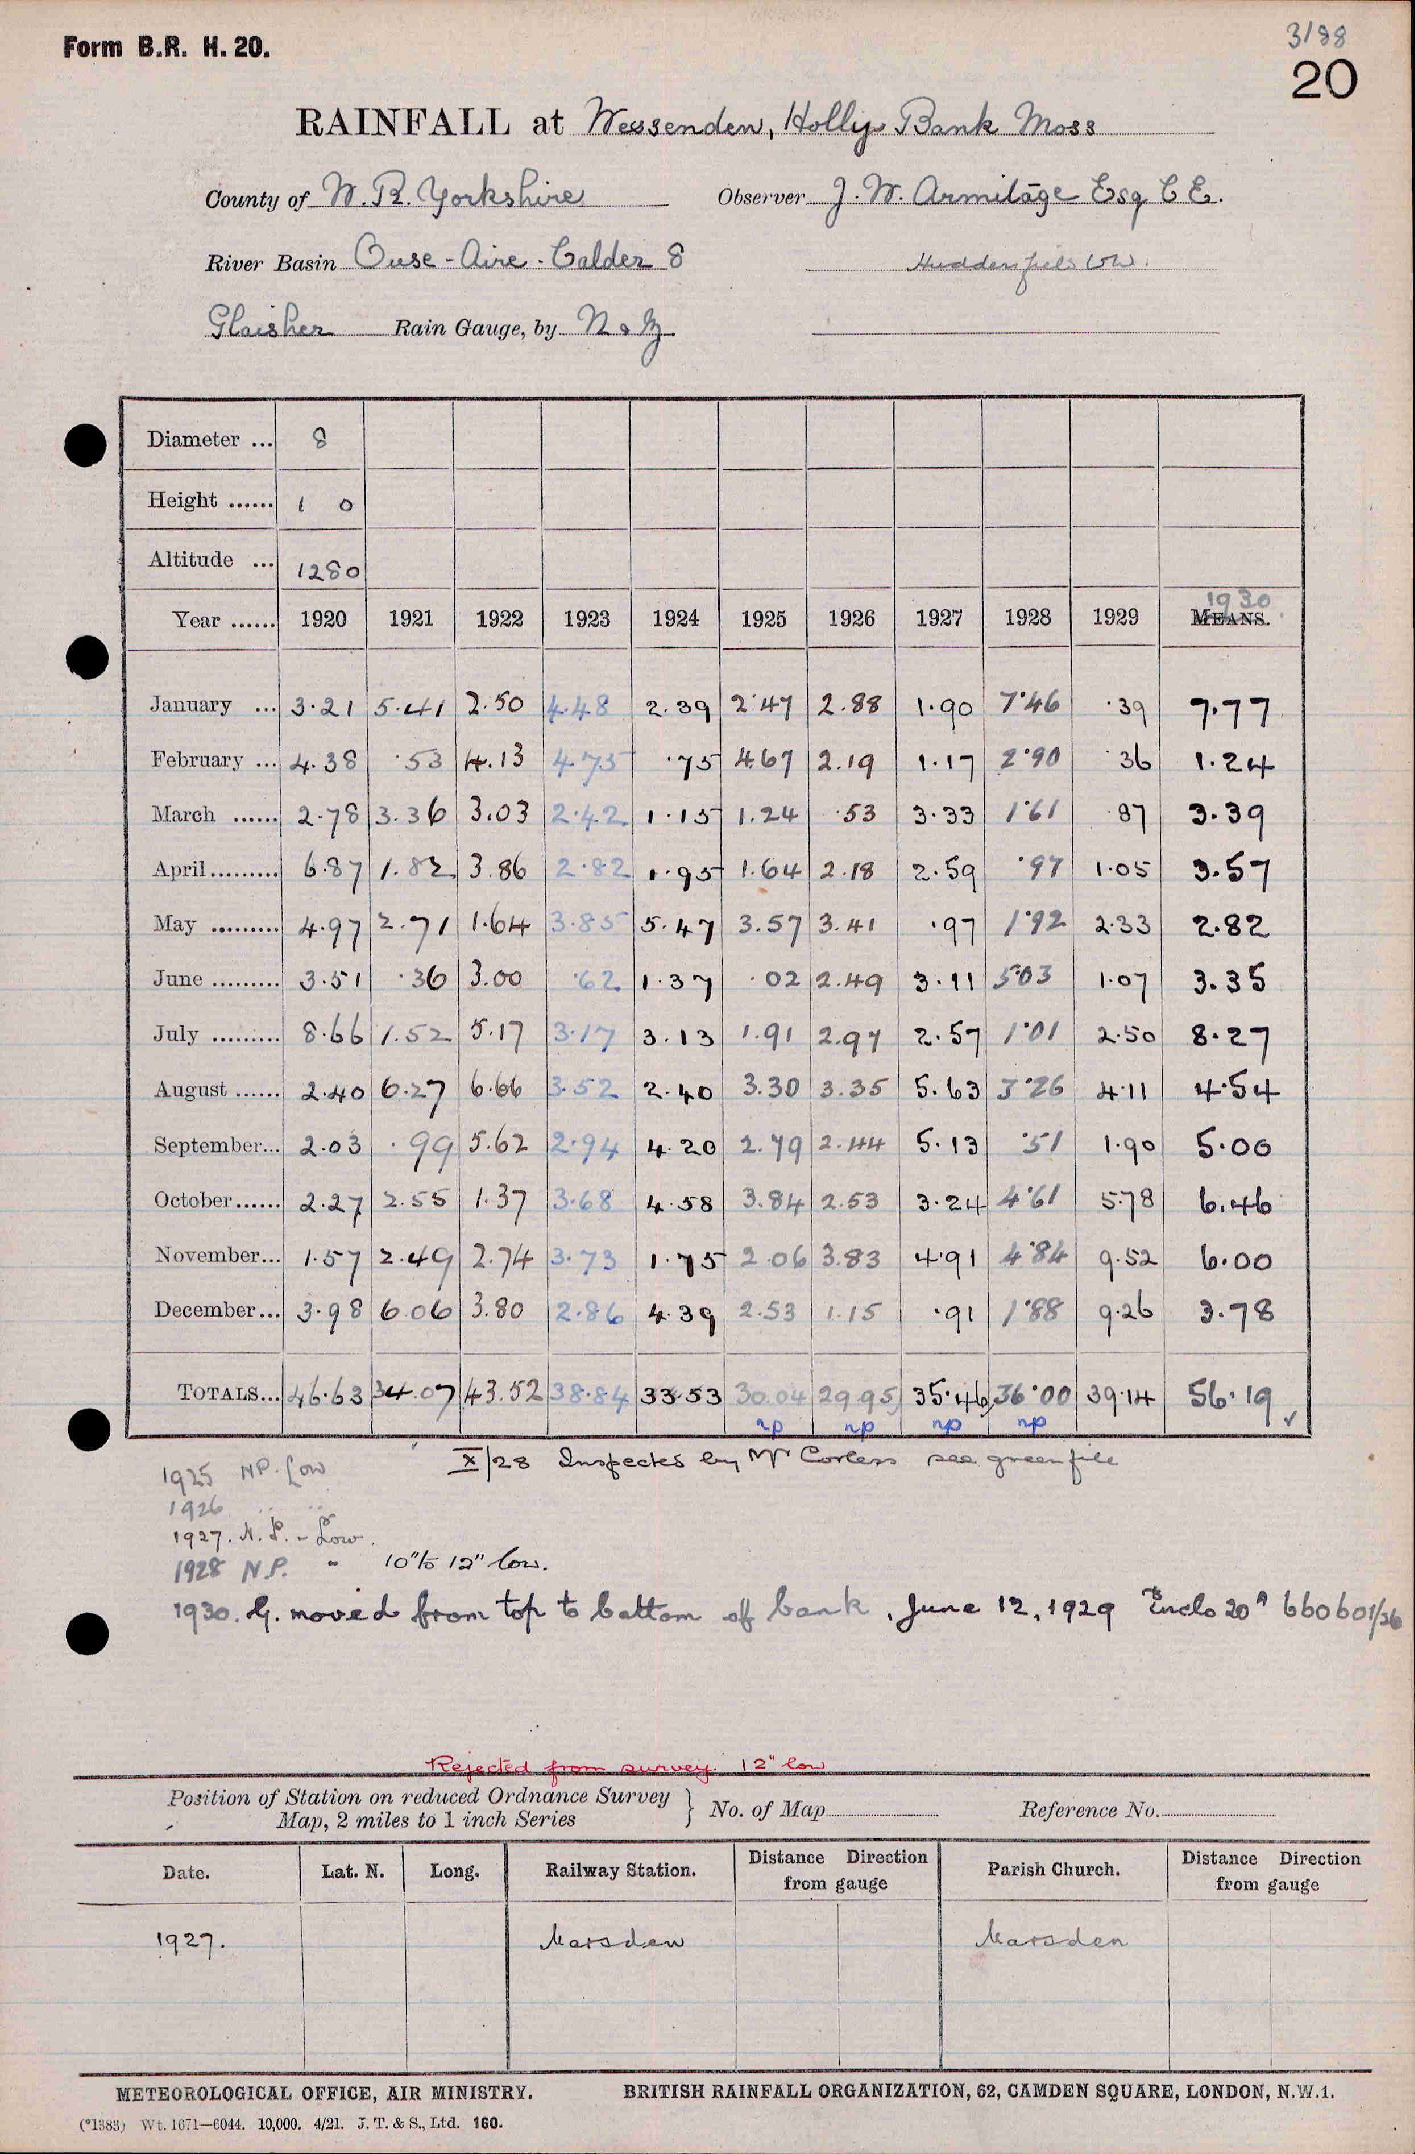 3/88
Form B.R. H. 20.
20
RAINFALL at Wessenden, Holly Bank Moss
County of W. R. Yorkshire Observer J. W. Armitage Esq C E.
River Basin Ouse - Aire - Calder 8 Huddersfield WW.
Glaisher Rain Gauge, by N & Z
Diameter ... 8
Height ...... 1 0
Altitude ... 1280
1930
Year ...... 1920 1921 1922 1923 1924 1925 1926 1927 1928 1929 MEANS.
January ... 3.21 5.41 2.50 4.48 2.39 2.47 2.88 1.90 7.46 .39 7.77
February ... 4.38 .53 4.13 4.75 .75 4.67 2.19 1.17 2.90 .36 1.24
March ...... 2.78 3.36 3.03 2.42 1.15 1.24 .53 3.33 1.61 .87 3.39
April......... 6.87 1.82 3.86 2.82 1.95 1.64 2.18 2.59 .97 1.05 3.57
May ......... 4.97 2.71 1.64 3.85 5.47 3.57 3.41 .97 1.92 2.33 2.82
June ......... 3.51 .36 3.00 .62 1.37 .02 2.49 3.11 5.03 1.07 3.35
July ......... 8.66 1.52 5.17 3.17 3.13 1.91 2.97 2.57 1.01 2.50 8.27
August ...... 2.40 6.27 6.66 3.52 2.40 3.30 3.35 5.63 3.26 4.11 4.54
September... 2.03 .99 5.62 2.94 4.20 2.79 2.44 5.13 .51 1.90 5.00
October...... 2.27 2.55 1.37 3.68 4.58 3.84 2.53 3.24 4.61 5.78 6.46
November... 1.57 2.49 2.74 3.73 1.75 2.06 3.83 4.91 4.84 9.52 6.00
December... 3.98 6.06 3.80 2.86 4.39 2.53 1.15 .91 1.88 9.26 3.78
TOTALS... 46.63 34.07 43.52 38.84 33.53 30.04 29.95 35.46 36.00 39.14 56.19 ✓
np np np np
X/28 Inspected by Mr Corless see green file
1925 N.P. Low
1926 .. ..
1927. N. P. - Low.
1928 N.P. " 10" to 12" low.
1930. G. moved from top to bottom of bank, June 12, 1929 Enclo 20A 660601/36
Rejected from survey. 12" low
Position of Station on reduced Ordnance Survey
Map, 2 miles to 1 inch Series } No. of Map Reference No.
Date. Lat. N. Long. Railway Station. Distance Direction from gauge Parish Church. Distance Direction from gauge
1927. Marsden Marsden
METEOROLOGICAL OFFICE, AIR MINISTRY. BRITISH RAINFALL ORGANIZATION, 62, CAMDEN SQUARE, LONDON, N.W.1.
(*1383) Wt. 1671—6044. 10,000. 4/21. J. T. & S., Ltd. 160.